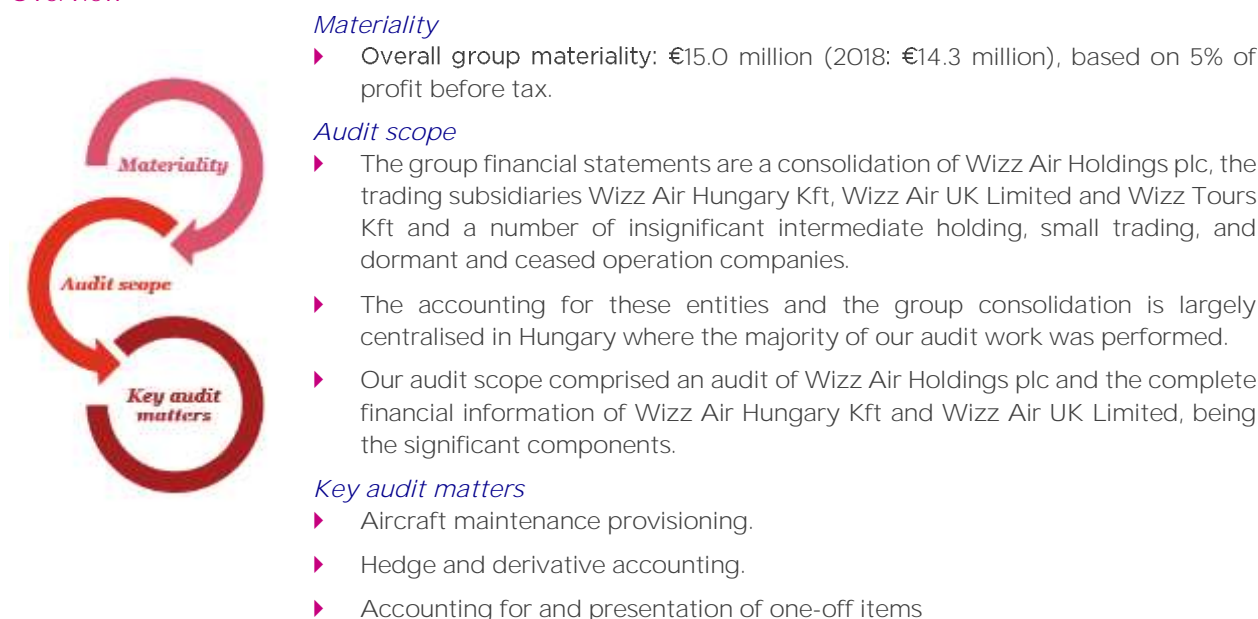 Materiality
Overall group materiality: €15.0 million (2018: €14.3 million), based on 5% of
profit before tax.
Audit scope
The group financial statements are a consolidation of Wizz Air Holdings plc, the
trading subsidiaries Wizz Air Hungary Kft, Wizz Air UK Limited and Wizz Tours
Kft and a number of insignificant intermediate holding, small trading, and
dormant and ceased operation companies.
The accounting for these entities and the group consolidation is largely
centralised in Hungary where the majority of our audit work was performed.
Our audit scope comprised an audit of Wizz Air Holdings plc and the complete
financial information of Wizz Air Hungary Kft and Wizz Air UK Limited, being
the significant components.
Key audit matters
Aircraft maintenance provisioning.
Hedge and derivative accounting.
Accounting for and presentation of one-off items
Materiality
Audit scope
Key audit
matters